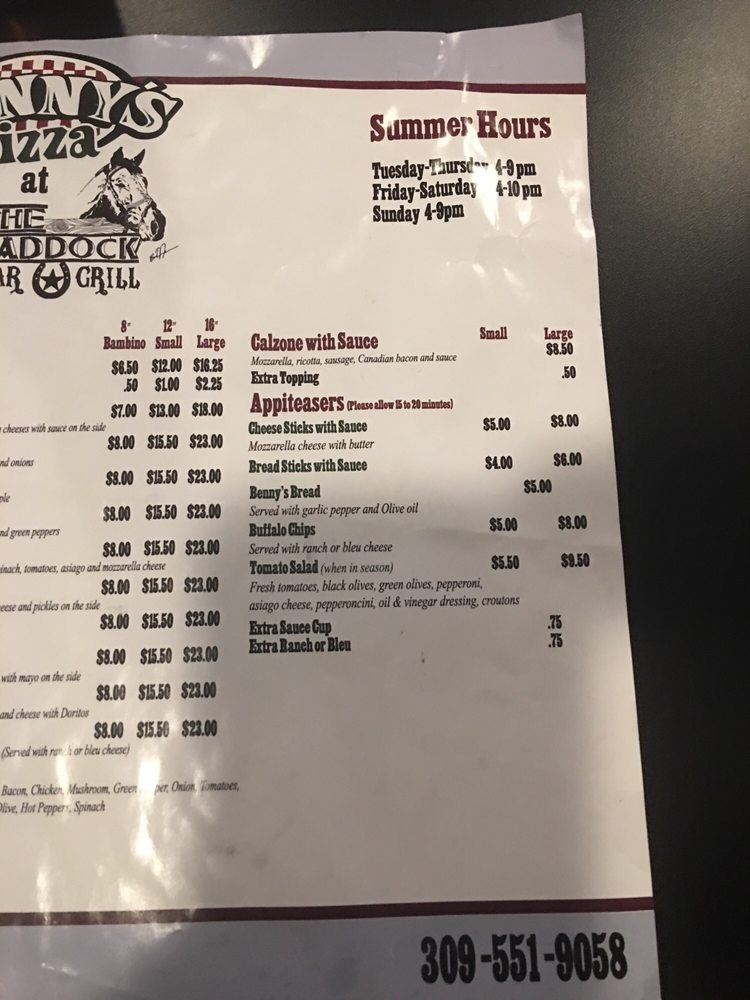 NNY'S
izza
at
HE
ADDOCK
AR GRILL
Summer Hours
Tuesday-Thursday 4-9pm
Friday-Saturday 4-10pm
Sunday 4-9pm
8" 12" 16"
Bambino Small Large
$6.50 $12.00 $16.25
.50 $1.00 $2.25
$7.00 $13.00 $18.00
cheeses with sauce on the side
$8.00 $15.50 $23.00
nd onions
$8.00 $15.50 $23.00
ple
$8.00 $15.50 $23.00
nd green peppers
$8.00 $15.50 $23.00
inach, tomatoes, asiago and mozzarella cheese
$8.00 $15.50 $23.00
eese and pickles on the side
$8.00 $15.50 $23.00
$8.00 $15.50 $23.00
with mayo on the side
$8.00 $15.50 $23.00
and cheese with Doritos
$8.00 $15.50 $23.00
(Served with ranch or bleu cheese)
Bacon, Chicken, Mushroom, Green Pepper, Onion, Tomatoes,
Olive, Hot Peppers, Spinach
Small Large
Calzone with Sauce $8.50
Mozzarella, ricotta, sausage, Canadian bacon and sauce
Extra Topping .50
Appiteasers (Please allow 15 to 20 minutes)
Cheese Sticks with Sauce $5.00 $8.00
Mozzarella cheese with butter
Bread Sticks with Sauce $4.00 $6.00
Benny's Bread $5.00
Served with garlic pepper and Olive oil
Buffalo Chips $5.00 $8.00
Served with ranch or bleu cheese
Tomato Salad (when in season) $5.50 $9.50
Fresh tomatoes, black olives, green olives, pepperoni,
asiago cheese, pepperoncini, oil & vinegar dressing, croutons
Extra Sauce Cup .75
Extra Ranch or Bleu .75
309-551-9058